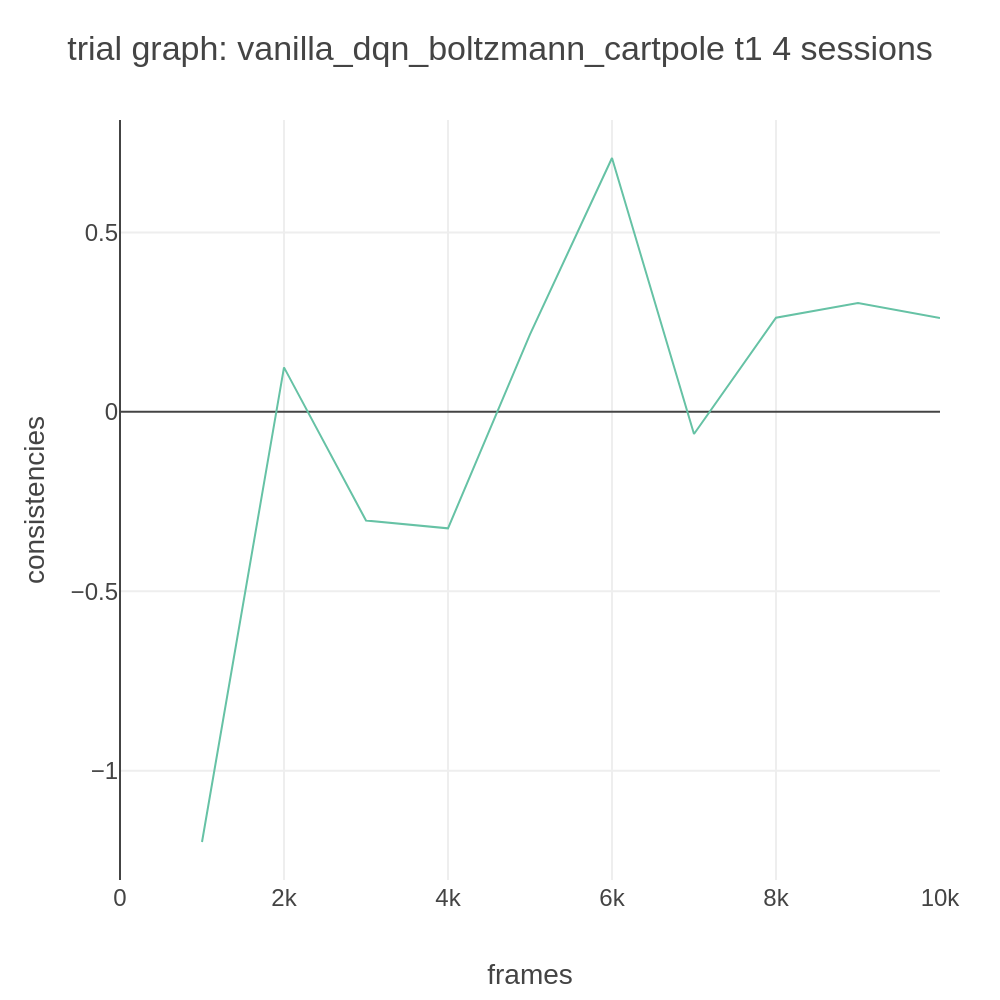 trial graph: vanilla_dqn_boltzmann_cartpole t1 4 sessions
consistencies
0.5
0
−0.5
−1
0
2k
4k
6k
8k
10k
frames